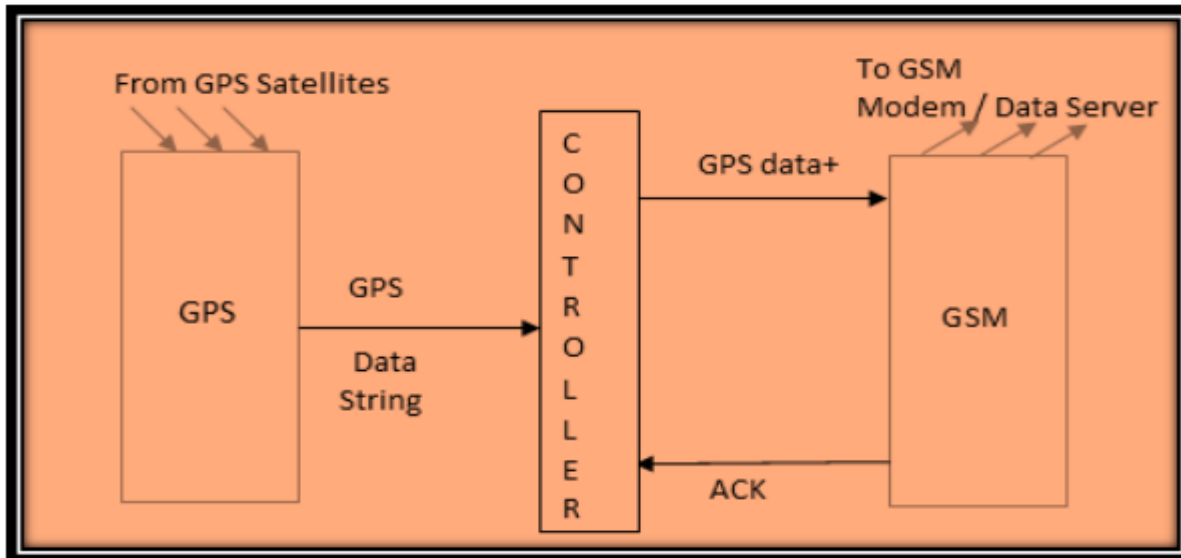 From GPS Satellites
To GSM
Modem / Data Server
C
O
N
T
R
O
L
L
E
R
GPS data+
GPS
GPS
Data
String
GSM
ACK